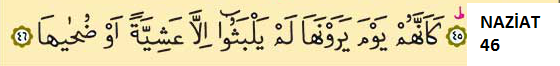 ٤٥ كَاَنَّهُمْ يَوْمَ يَرَوْنَهَا لَمْ يَلْبَثُٓوا اِلَّا عَشِيَّةً اَوْ ضُحٰيهَا ٤٦
NAZİAT
46